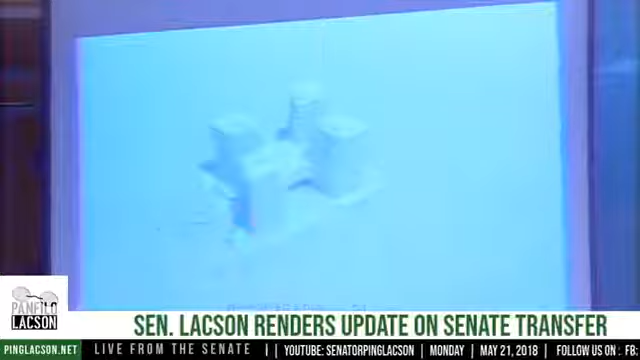 PANFILO
LACSON
SEN. LACSON RENDERS UPDATE ON SENATE TRANSFER
PINGLACSON.NET
LIVE FROM THE SENATE | | YOUTUBE: SENATORPINGLACSON | MONDAY | MAY 21, 2018 | FOLLOW US ON : FB